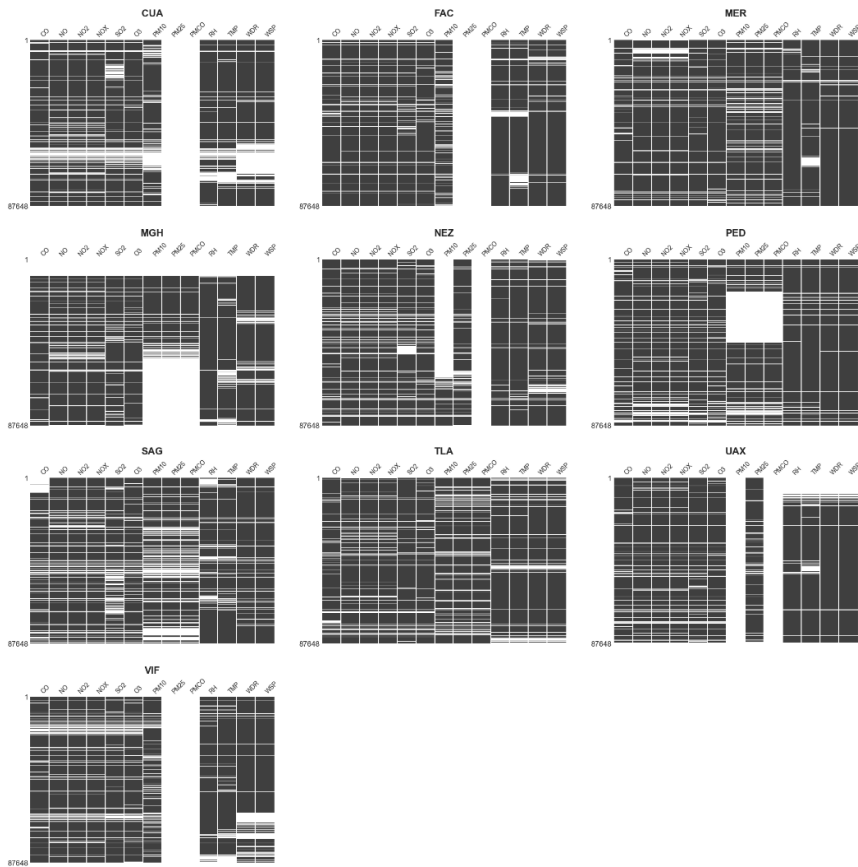 CUA FAC MER
CO NO NO2 NOX SO2 O3 PM10 PM25 PMCO RH TMP WDR WSP CO NO NO2 NOX SO2 O3 PM10 PM25 PMCO RH TMP WDR WSP CO NO NO2 NOX SO2 O3 PM10 PM25 PMCO RH TMP WDR WSP
1 1 1
87648 87648 87648
MGH NEZ PED
CO NO NO2 NOX SO2 O3 PM10 PM25 PMCO RH TMP WDR WSP CO NO NO2 NOX SO2 O3 PM10 PM25 PMCO RH TMP WDR WSP CO NO NO2 NOX SO2 O3 PM10 PM25 PMCO RH TMP WDR WSP
1 1 1
87648 87648 87648
SAG TLA UAX
CO NO NO2 NOX SO2 O3 PM10 PM25 PMCO RH TMP WDR WSP CO NO NO2 NOX SO2 O3 PM10 PM25 PMCO RH TMP WDR WSP CO NO NO2 NOX SO2 O3 PM10 PM25 PMCO RH TMP WDR WSP
1 1 1
87648 87648 87648
VIF
CO NO NO2 NOX SO2 O3 PM10 PM25 PMCO RH TMP WDR WSP
1
87648